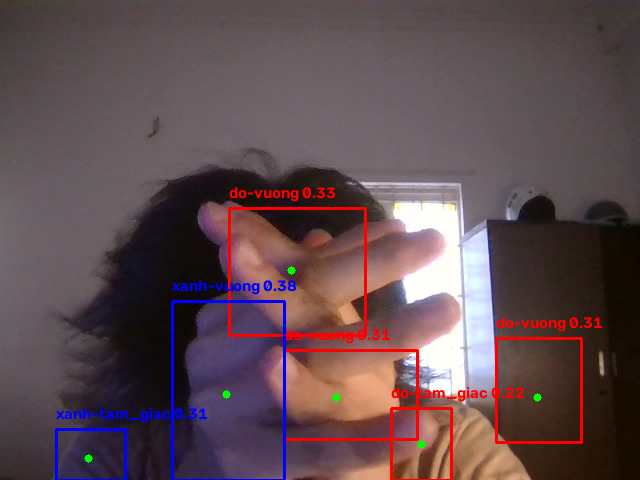 do-vuong 0.33
xanh-vuong 0.38
do-vuong 0.31
do-vuong 0.31
do-tam_giac 0.22
xanh-tam_giac 0.31